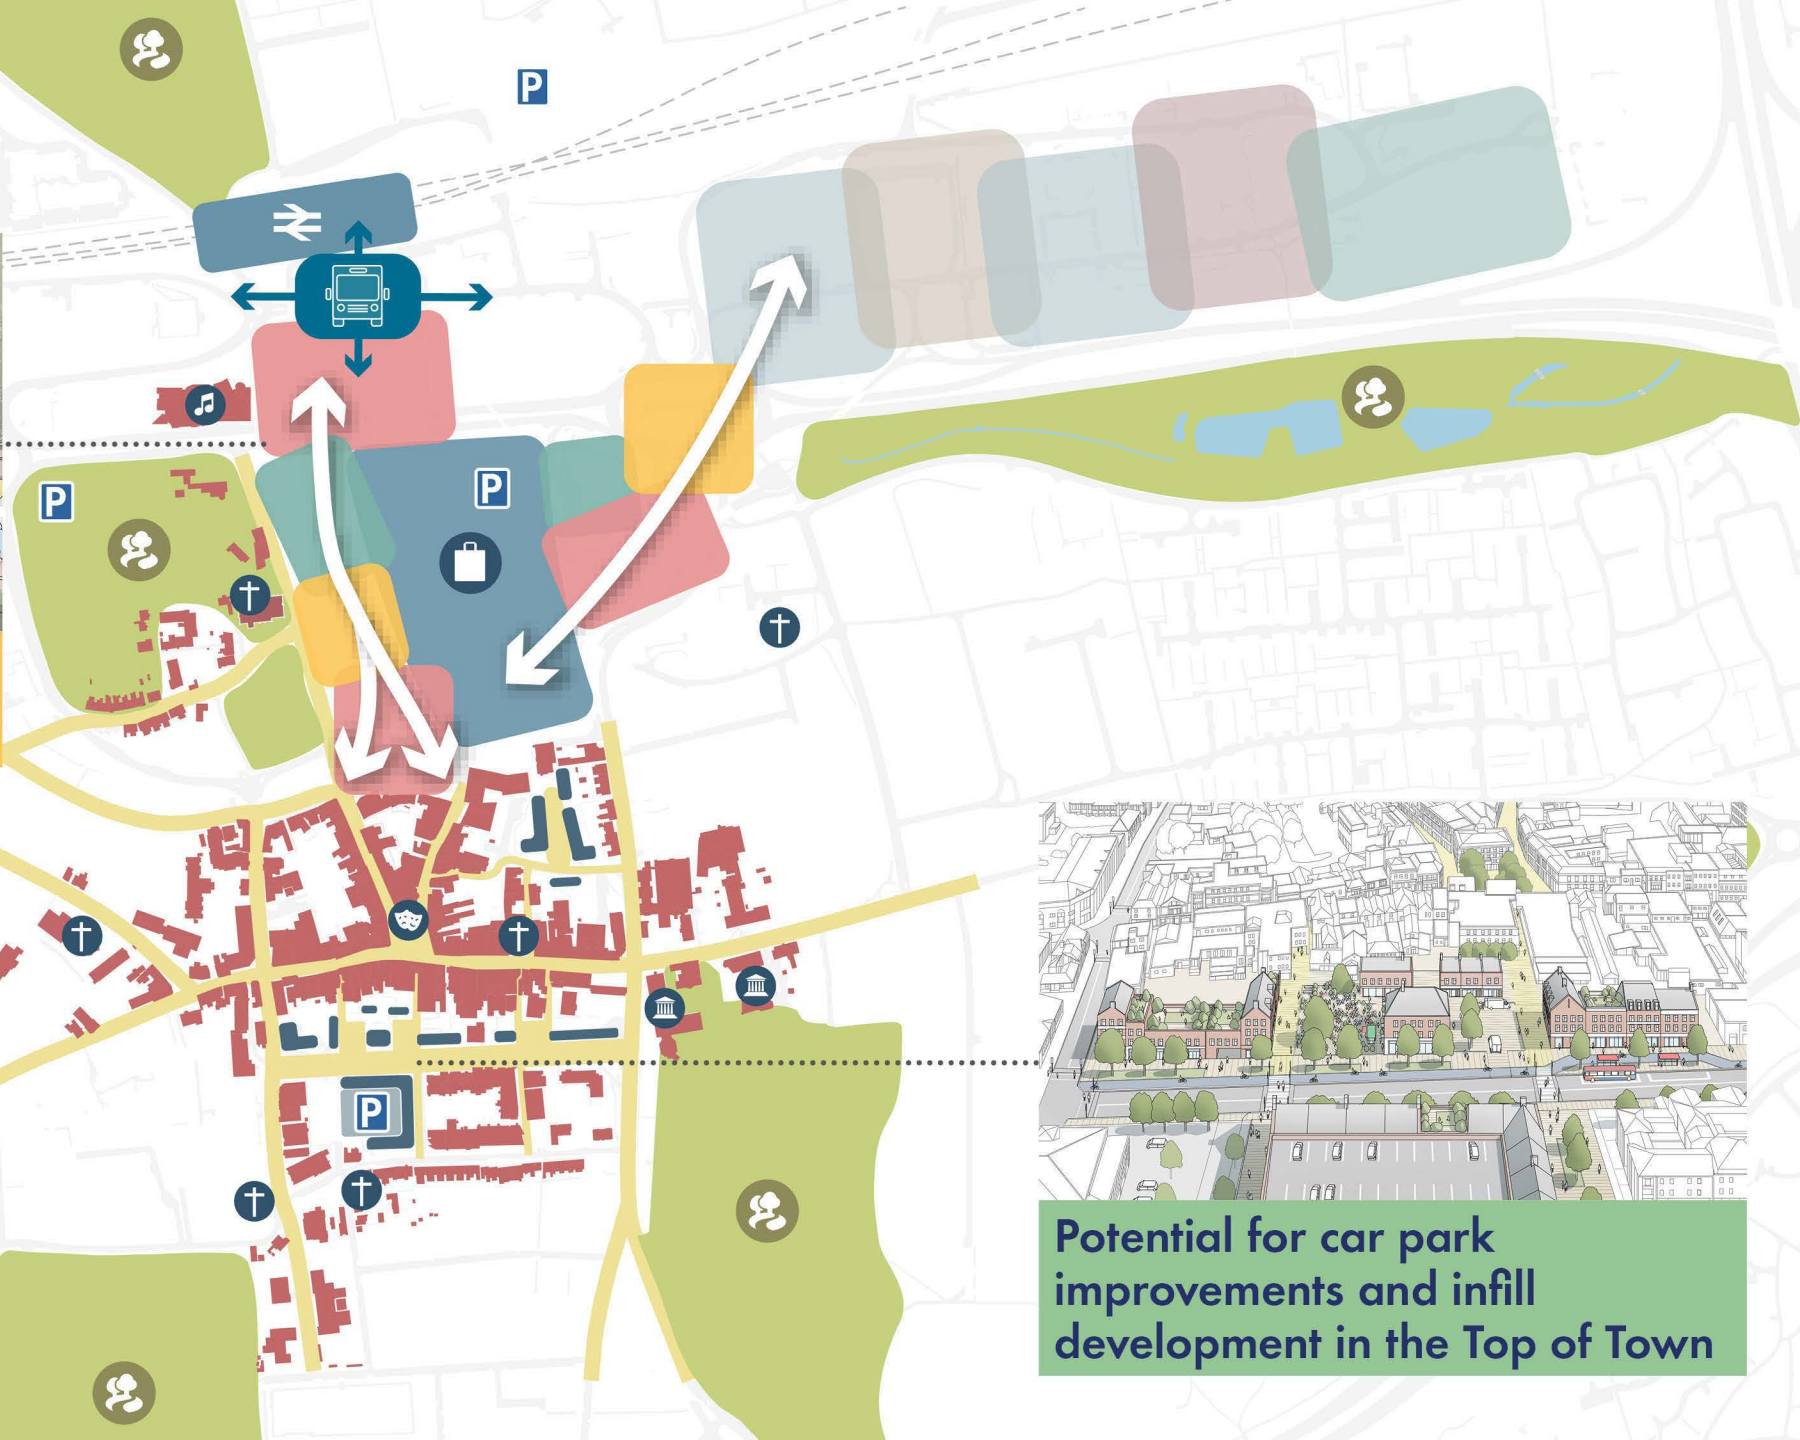 P
P
P
P
Potential for car park
improvements and infill
development in the Top of Town